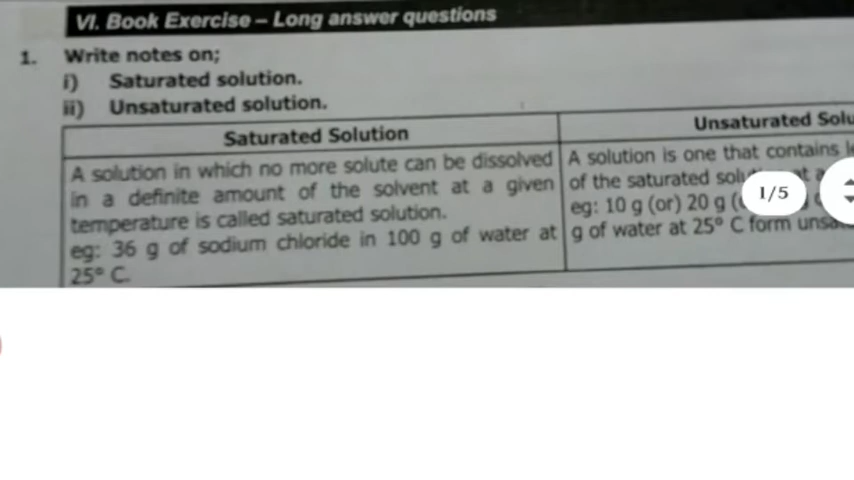 VI. Book Exercise – Long answer questions
1. Write notes on;
i) Saturated solution.
ii) Unsaturated solution.
Saturated Solution
A solution in which no more solute can be dissolved
in a definite amount of the solvent at a given
temperature is called saturated solution.
eg: 36 g of sodium chloride in 100 g of water at
25° C.
Unsaturated
A solution is one that contains
of the saturated
eg: 10 g (or) 20 g
g of water at 25° C form
1/5